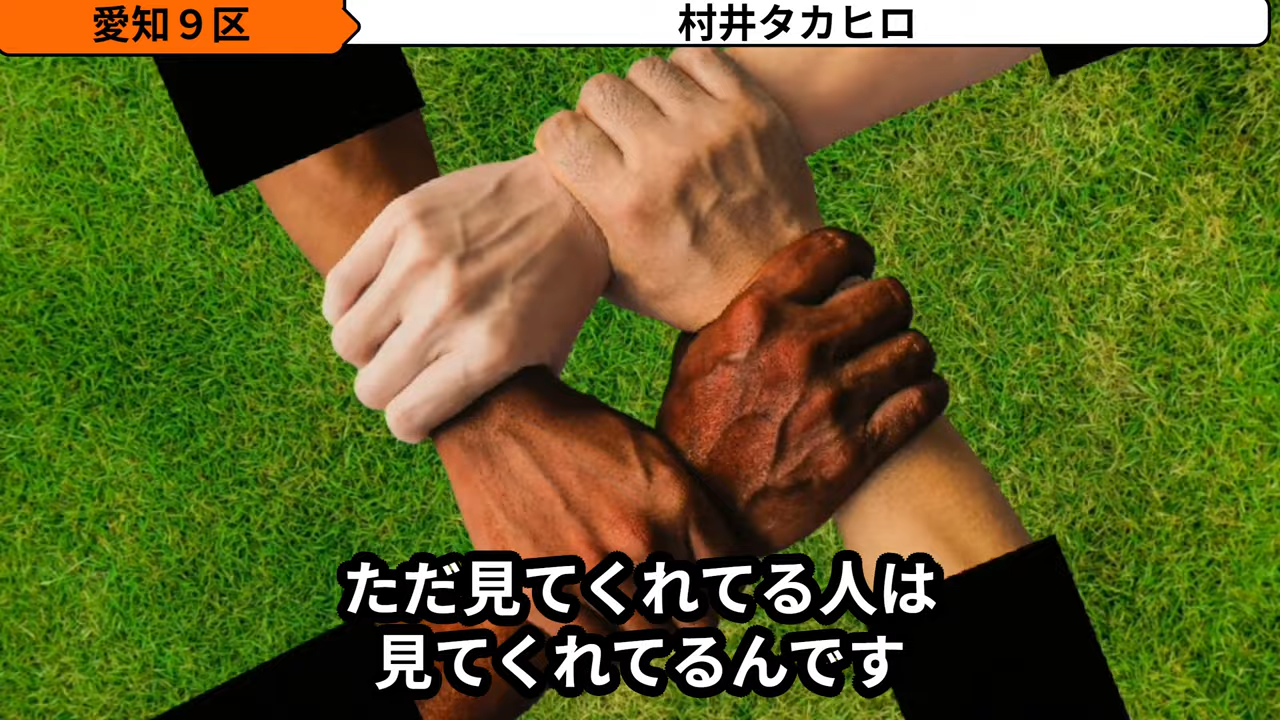 愛知９区
村井タカヒロ
ただ見てくれてる人は
見てくれてるんです